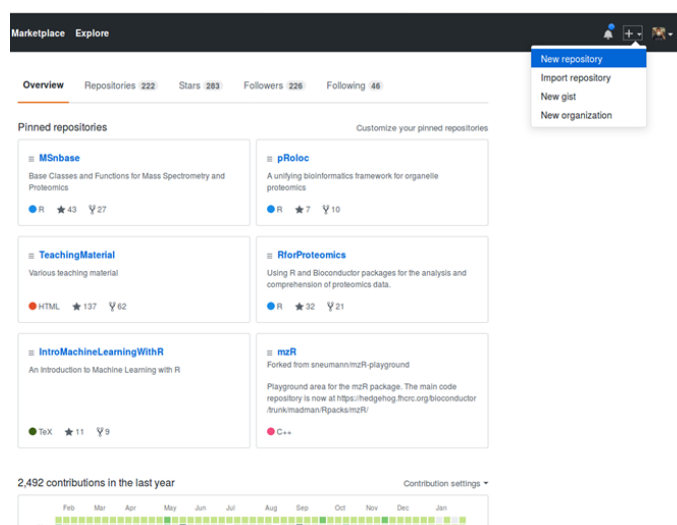 Marketplace Explore
New repository
Import repository
New gist
New organization
Overview Repositories 222 Stars 283 Followers 226 Following 46
Pinned repositories Customize your pinned repositories
MSnbase
Base Classes and Functions for Mass Spectrometry and
Proteomics
R 43 27
pRoloc
A unifying bioinformatics framework for organelle
proteomics
R 7 10
TeachingMaterial
Various teaching material
HTML 137 62
RforProteomics
Using R and Bioconductor packages for the analysis and
comprehension of proteomics data.
R 32 21
IntroMachineLearningWithR
An Introduction to Machine Learning with R
TeX 11 9
mzR
Forked from sneumann/mzR-playground
Playground area for the mzR package. The main code
repository is now at https://hedgehog.fhcrc.org/bioconductor
/trunk/madman/Rpacks/mzR/
C++
2,492 contributions in the last year Contribution settings
Feb Mar Apr May Jun Jul Aug Sep Oct Nov Dec Jan